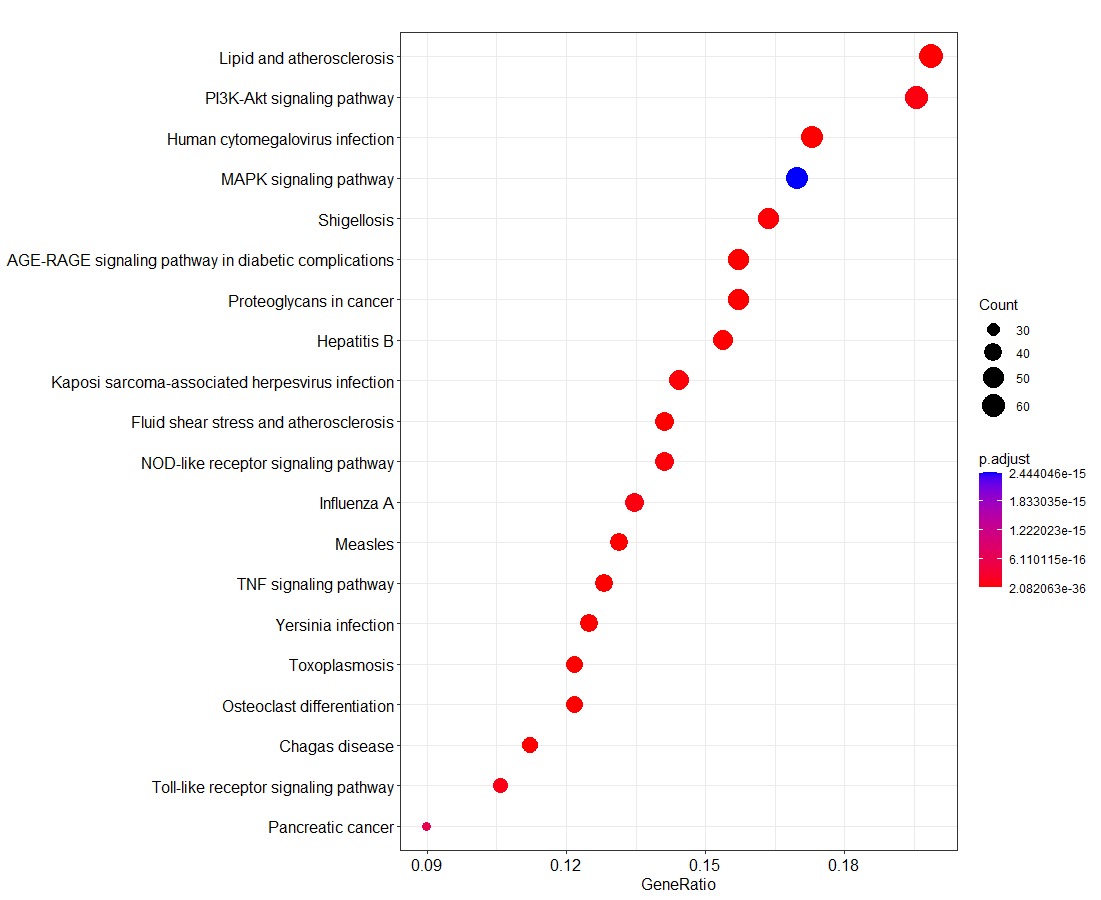 Lipid and atherosclerosis
PI3K-Akt signaling pathway
Human cytomegalovirus infection
MAPK signaling pathway
Shigellosis
AGE-RAGE signaling pathway in diabetic complications
Proteoglycans in cancer
Hepatitis B
Kaposi sarcoma-associated herpesvirus infection
Fluid shear stress and atherosclerosis
NOD-like receptor signaling pathway
Influenza A
Measles
TNF signaling pathway
Yersinia infection
Toxoplasmosis
Osteoclast differentiation
Chagas disease
Toll-like receptor signaling pathway
Pancreatic cancer
0.09 0.12 0.15 0.18
GeneRatio
Count
30
40
50
60
p.adjust
2.444046e-15
1.833035e-15
1.222023e-15
6.110115e-16
2.082063e-36